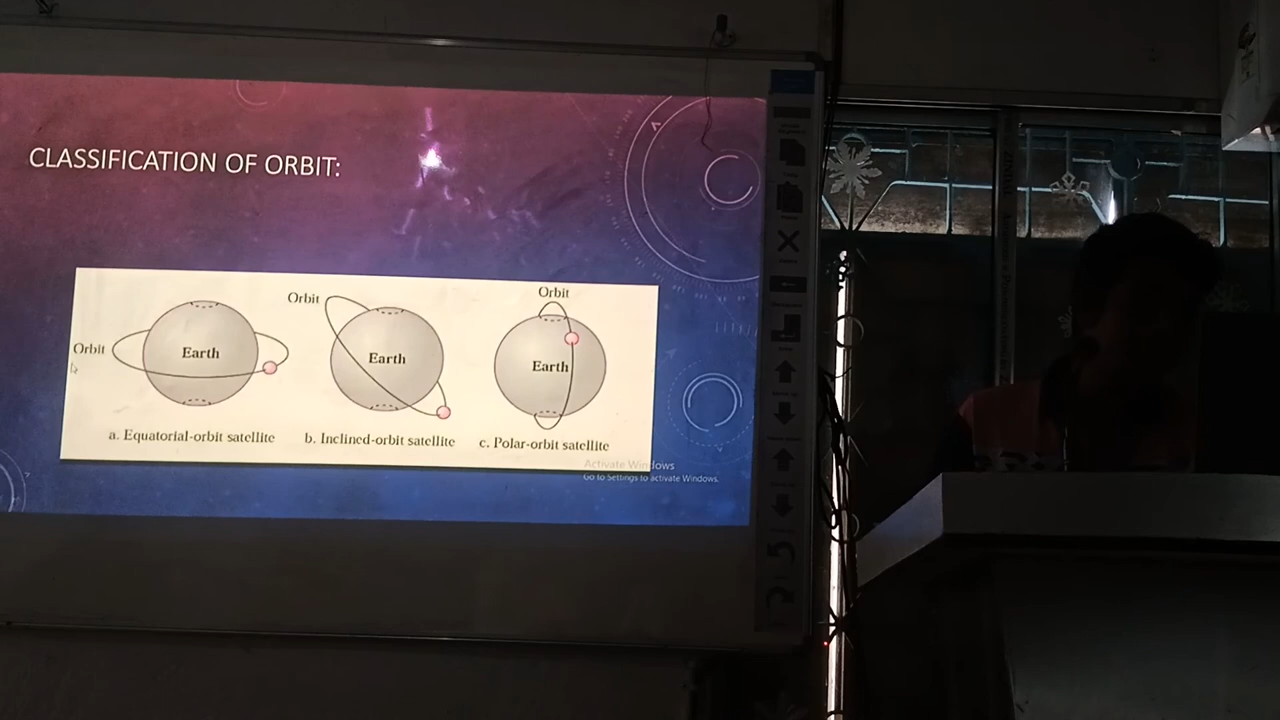 CLASSIFICATION OF ORBIT:
Orbit
Earth
a. Equatorial-orbit satellite
Orbit
Earth
b. Inclined-orbit satellite
Orbit
Earth
c. Polar-orbit satellite
Activate Windows
Go to Settings to activate Windows.